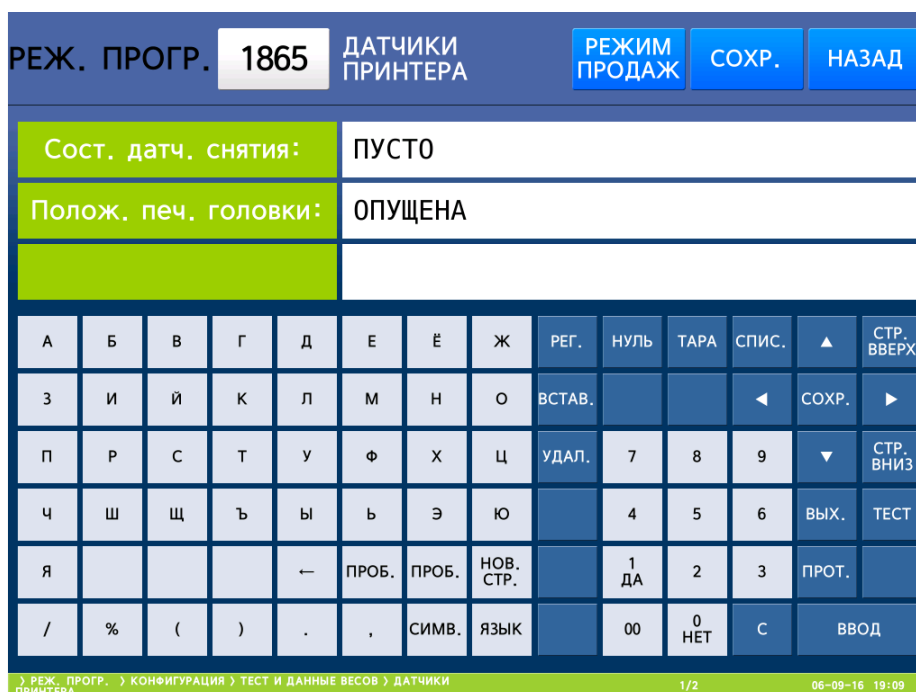 РЕЖ. ПРОГР. 1865 ДАТЧИКИ ПРИНТЕРА РЕЖИМ ПРОДАЖ СОХР. НАЗАД
Сост. датч. снятия: ПУСТО
Полож. печ. головки: ОПУЩЕНА
А Б В Г Д Е Ё Ж РЕГ. НУЛЬ ТАРА СПИС. ▲ СТР. ВВЕРХ
З И Й К Л М Н О ВСТАВ. ◀ СОХР. ▶
П Р С Т У Ф Х Ц УДАЛ. 7 8 9 ▼ СТР. ВНИЗ
Ч Ш Щ Ъ Ы Ь Э Ю 4 5 6 ВЫХ. ТЕСТ
Я ← ПРОБ. ПРОБ. НОВ. СТР. 1 ДА 2 3 ПРОТ.
/ % ( ) . , СИМВ. ЯЗЫК 00 0 НЕТ С ВВОД
> РЕЖ. ПРОГР. > КОНФИГУРАЦИЯ > ТЕСТ И ДАННЫЕ ВЕСОВ > ДАТЧИКИ
ПРИНТЕРА 1/2 06-09-16 19:09